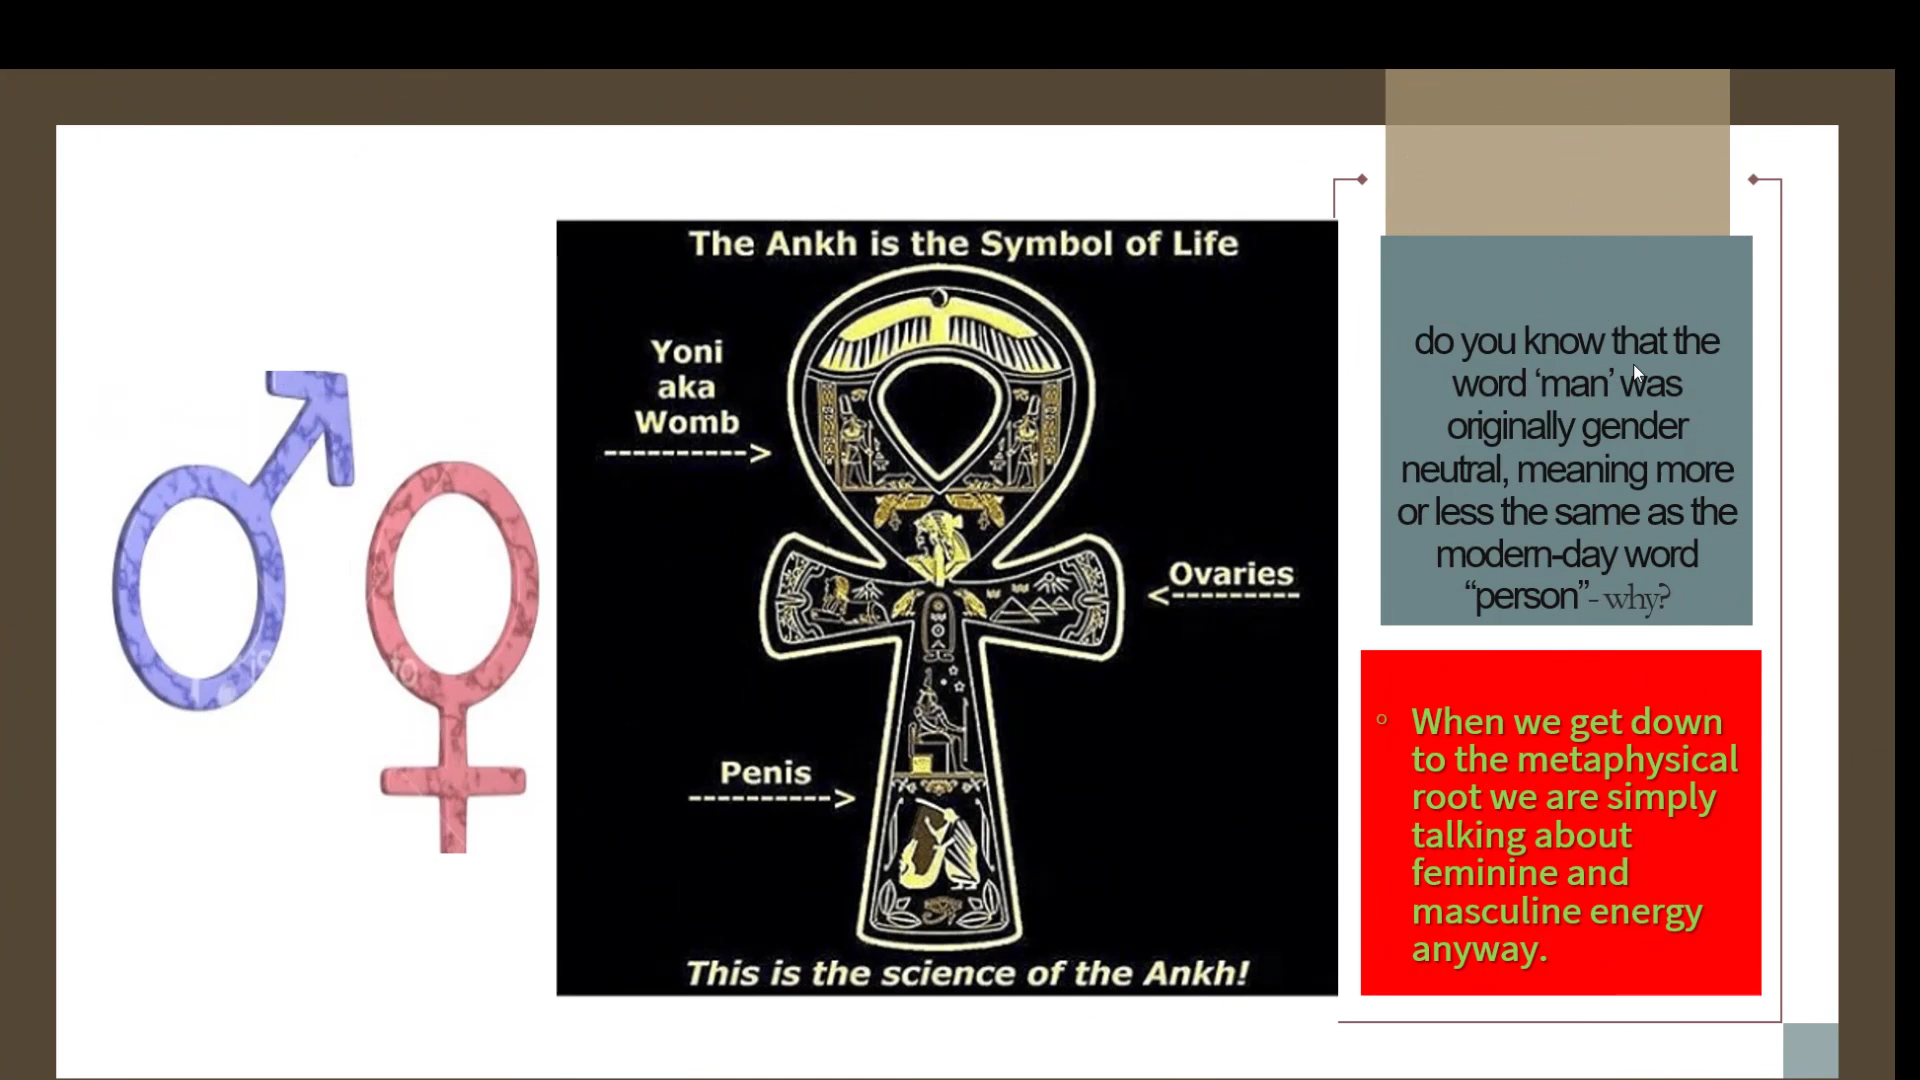 The Ankh is the Symbol of Life
Yoni
aka
Womb
Ovaries
Penis
This is the science of the Ankh!
do you know that the
word ‘man’ was
originally gender
neutral, meaning more
or less the same as the
modern-day word
“person”- why?
When we get down
to the metaphysical
root we are simply
talking about
feminine and
masculine energy
anyway.